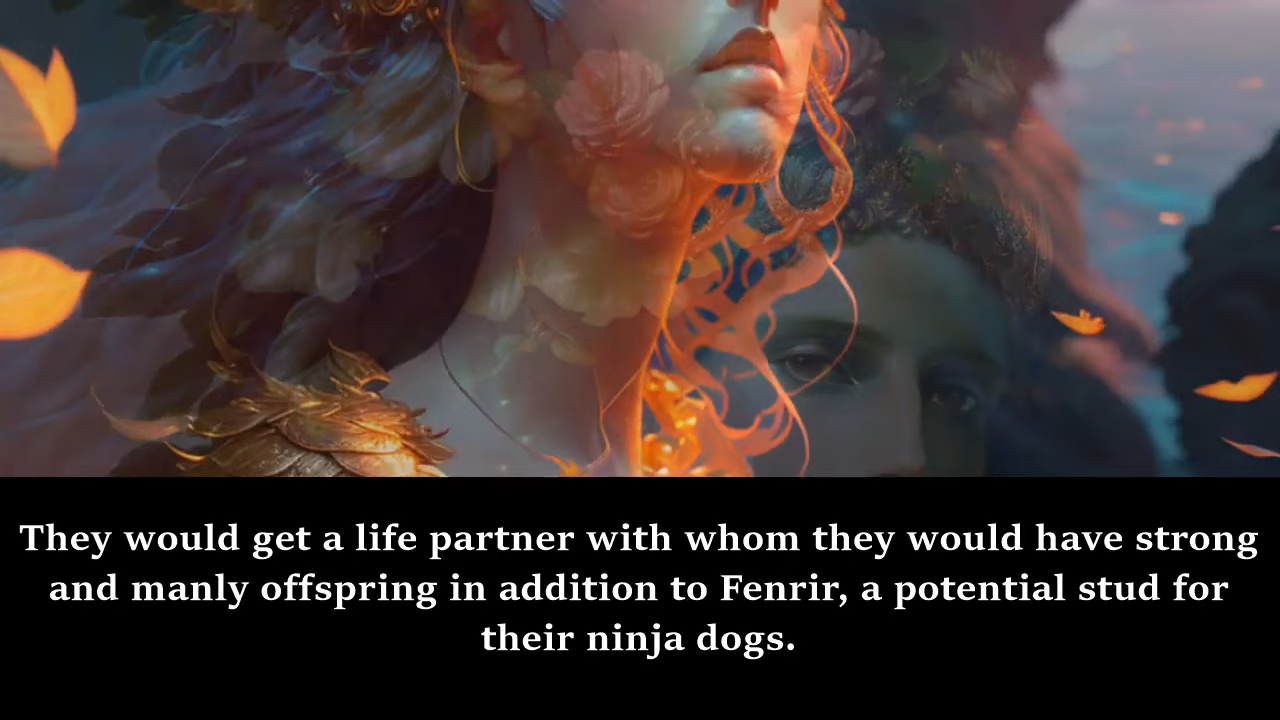 They would get a life partner with whom they would have strong
and manly offspring in addition to Fenrir, a potential stud for
their ninja dogs.